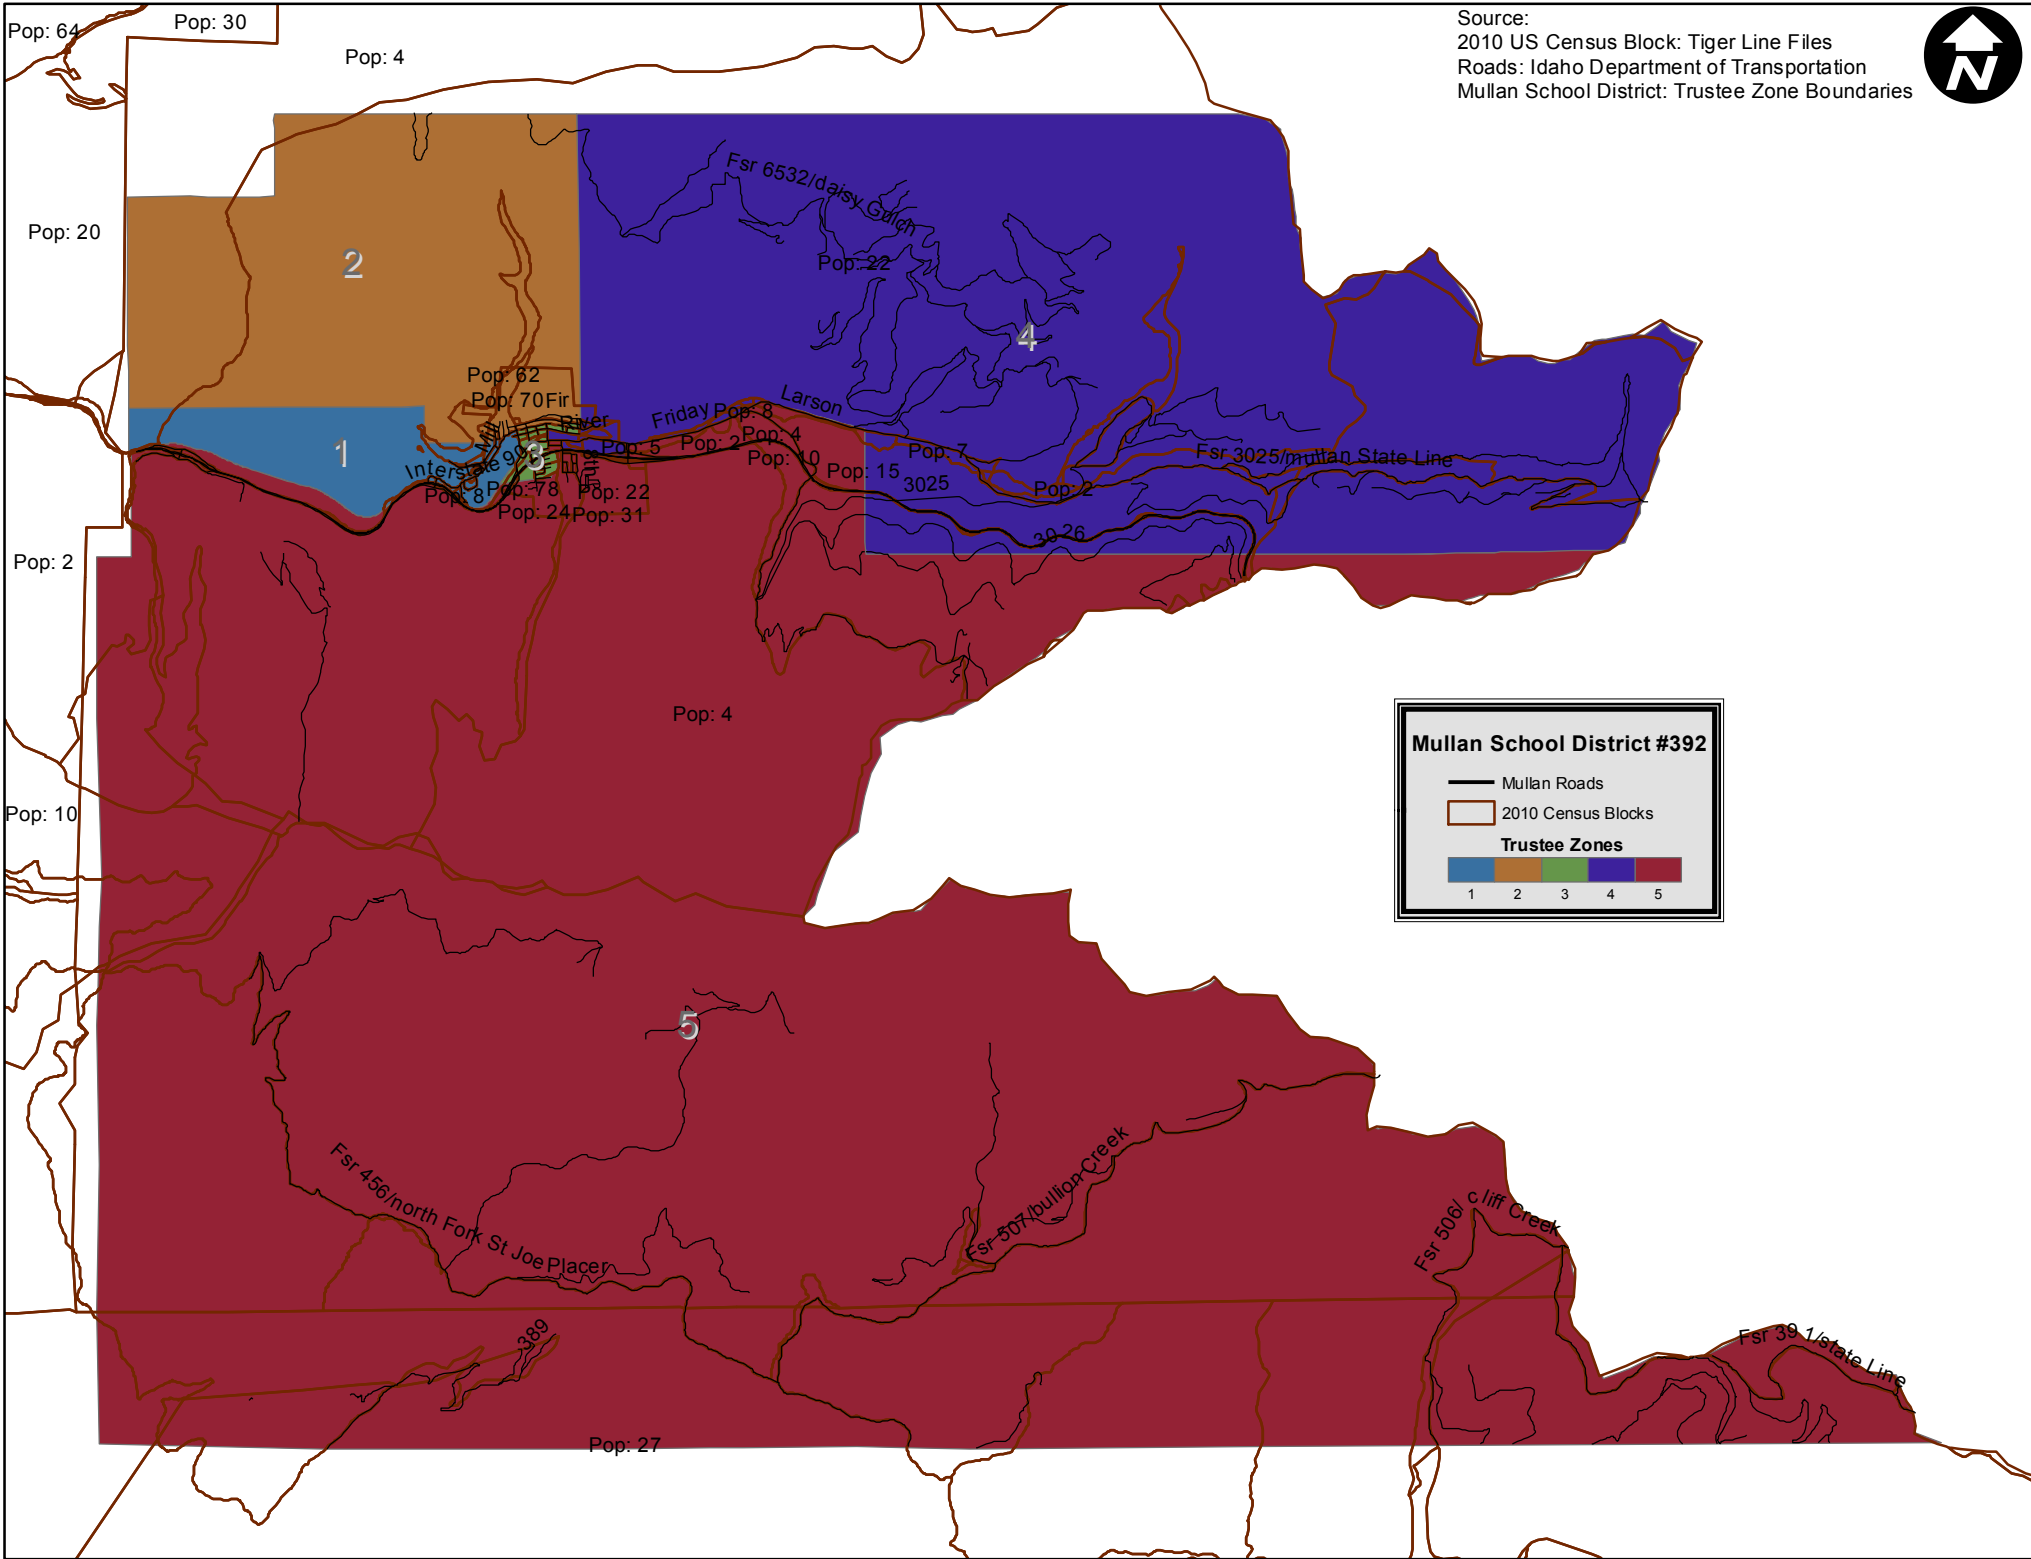 Source:
2010 US Census Block: Tiger Line Files
Roads: Idaho Department of Transportation
Mullan School District: Trustee Zone Boundaries
N
Pop: 64
Pop: 30
Pop: 4
Fsr 6532/daisy Gulch
Pop: 20
2
Pop: 22
4
Pop: 62
Pop: 70
Fir
River
Friday
Larson
Pop: 8
Mill
1
Interstate 90
3
Pop: 5
Pop: 2
Pop: 4
Pop: 10
Pop: 15
Pop: 7
3025
Fsr 3025/mullan State Line
Pop: 8
Pop: 78
Pop: 22
Pop: 24
Pop: 31
Pop: 2
3026
Pop: 2
Pop: 4
Pop: 10
Mullan School District #392
Mullan Roads
2010 Census Blocks
Trustee Zones
1 2 3 4 5
5
Fsr 456/north Fork St Joe Placer
Fsr 507/bullion Creek
Fsr 506/ cliff Creek
389
Fsr 391/state Line
Pop: 27